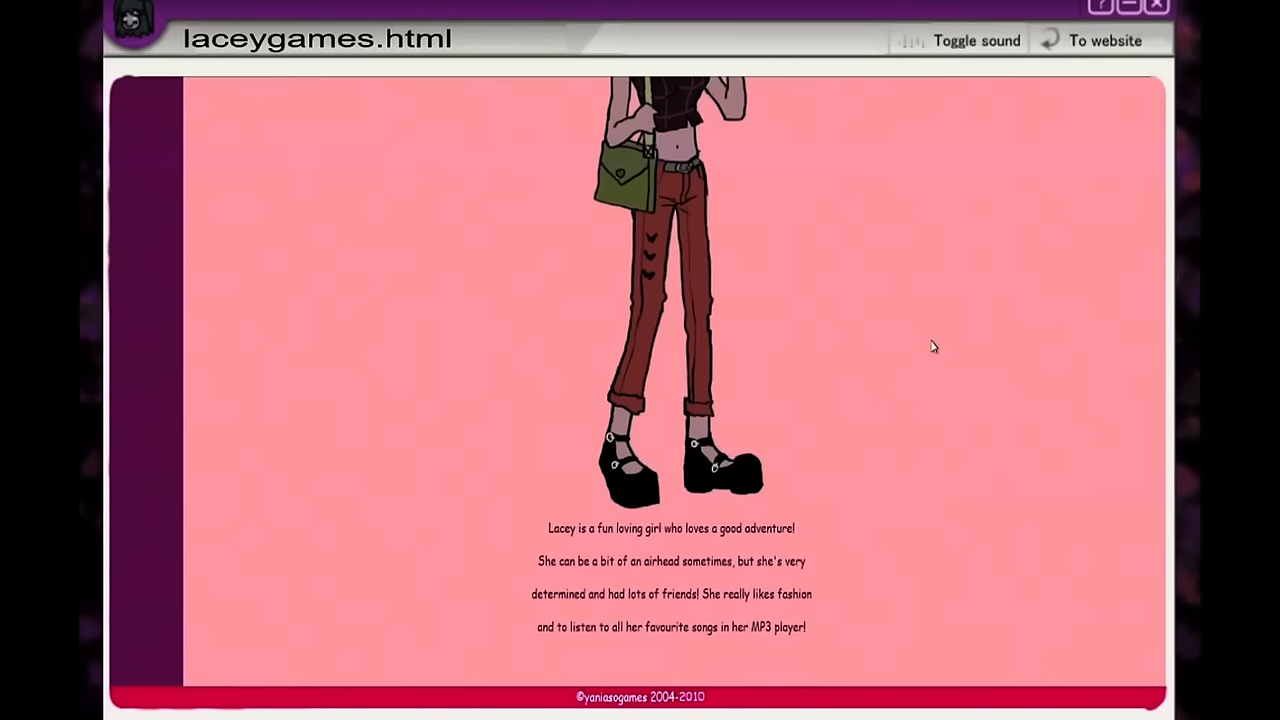 laceygames.html
Toggle sound
To website
Lacey is a fun loving girl who loves a good adventure!
She can be a bit of an airhead sometimes, but she's very
determined and had lots of friends! She really likes fashion
and to listen to all her favourite songs in her MP3 player!
©yaniasogames 2004-2010